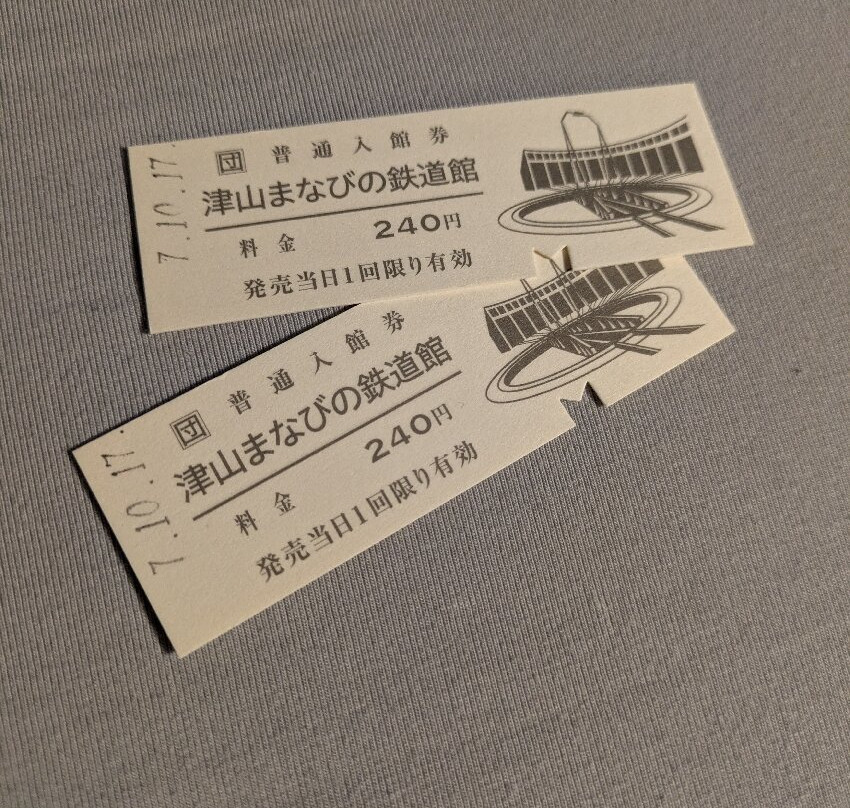 7.10.17.
団 普通入館券
津山まなびの鉄道館
料金 240円
発売当日1回限り有効
7.10.17.
団 普通入館券
津山まなびの鉄道館
料金 240円
発売当日1回限り有効